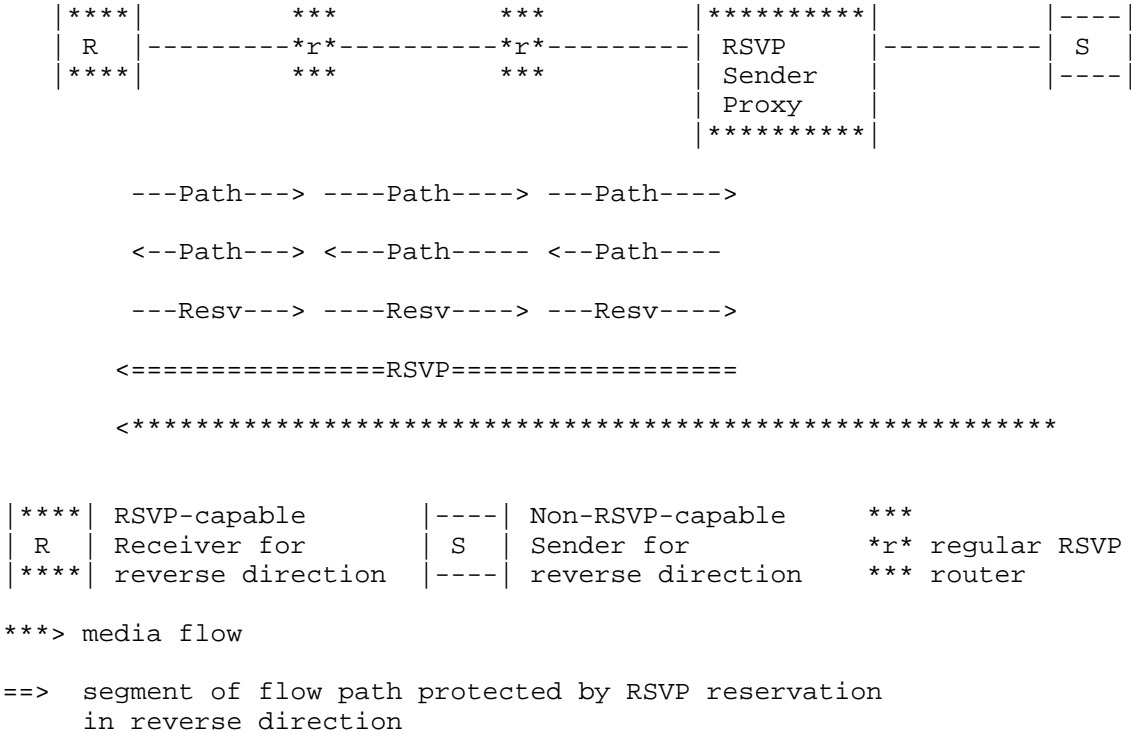 |****|          ***          ***         |**********|           |----|
|  R  |---------*r*----------*r*---------| RSVP     |----------| S  |
|****|          ***          ***         | Sender   |           |----|
                                         | Proxy    |
                                         |**********|
---Path---> ----Path----> ---Path---->
<--Path---> <---Path----- <--Path----
---Resv---> ----Resv----> ---Resv---->
<================RSVP==================
<**********************************************************
|****| RSVP-capable       |----| Non-RSVP-capable     ***
| R  | Receiver for       | S  | Sender for           *r* regular RSVP
|****| reverse direction  |----| reverse direction    *** router
***> media flow
==> segment of flow path protected by RSVP reservation
in reverse direction